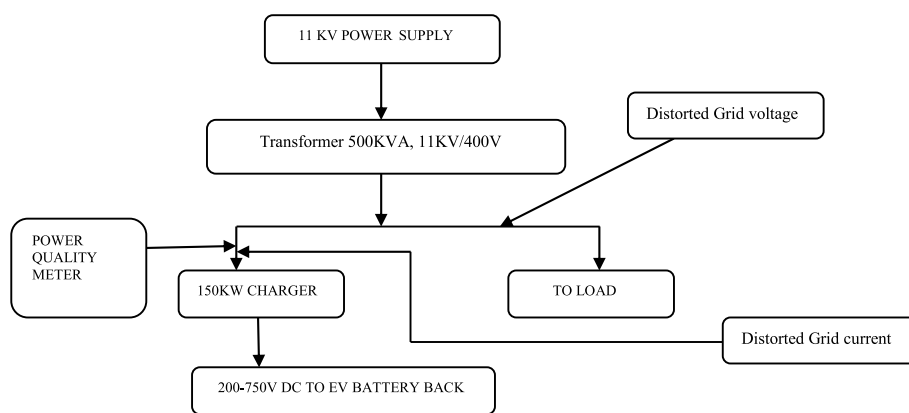 11 KV POWER SUPPLY
Distorted Grid voltage
Transformer 500KVA, 11KV/400V
POWER
QUALITY
METER
150KW CHARGER
TO LOAD
Distorted Grid current
200-750V DC TO EV BATTERY BACK